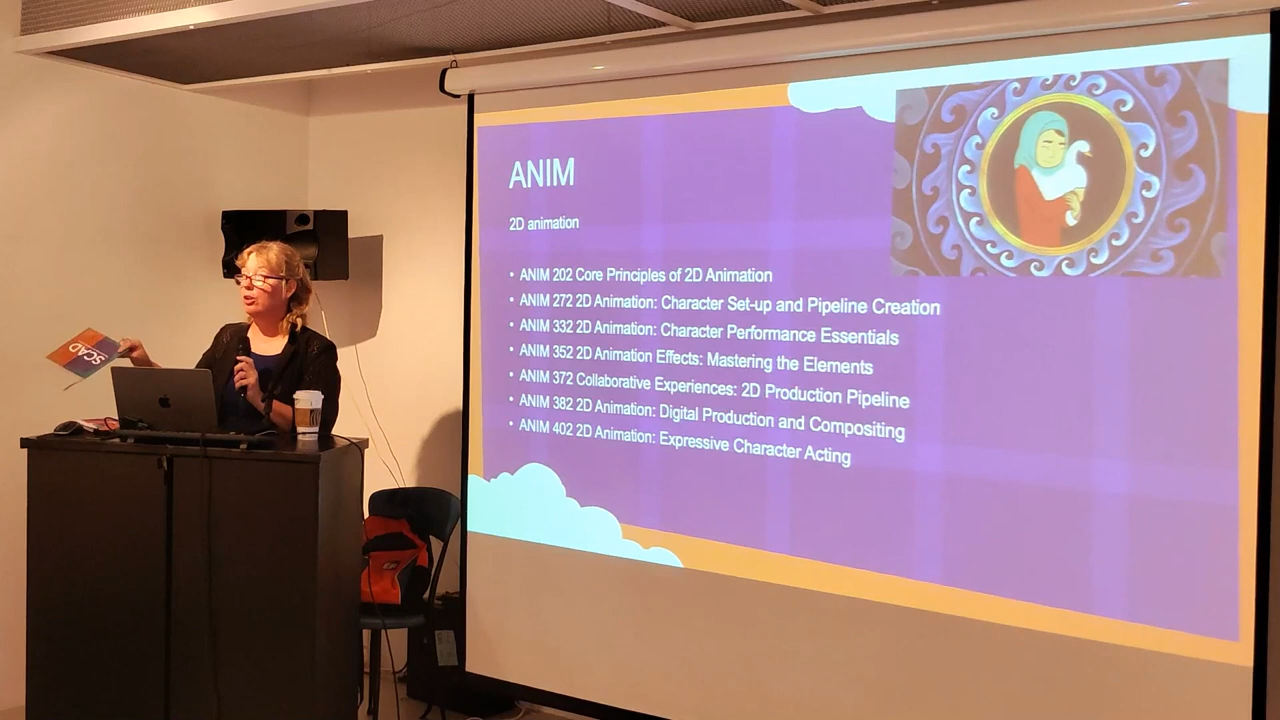 ANIM
2D animation
• ANIM 202 Core Principles of 2D Animation
• ANIM 272 2D Animation: Character Set-up and Pipeline Creation
• ANIM 332 2D Animation: Character Performance Essentials
• ANIM 352 2D Animation Effects: Mastering the Elements
• ANIM 372 Collaborative Experiences: 2D Production Pipeline
• ANIM 382 2D Animation: Digital Production and Compositing
• ANIM 402 2D Animation: Expressive Character Acting
SCAD